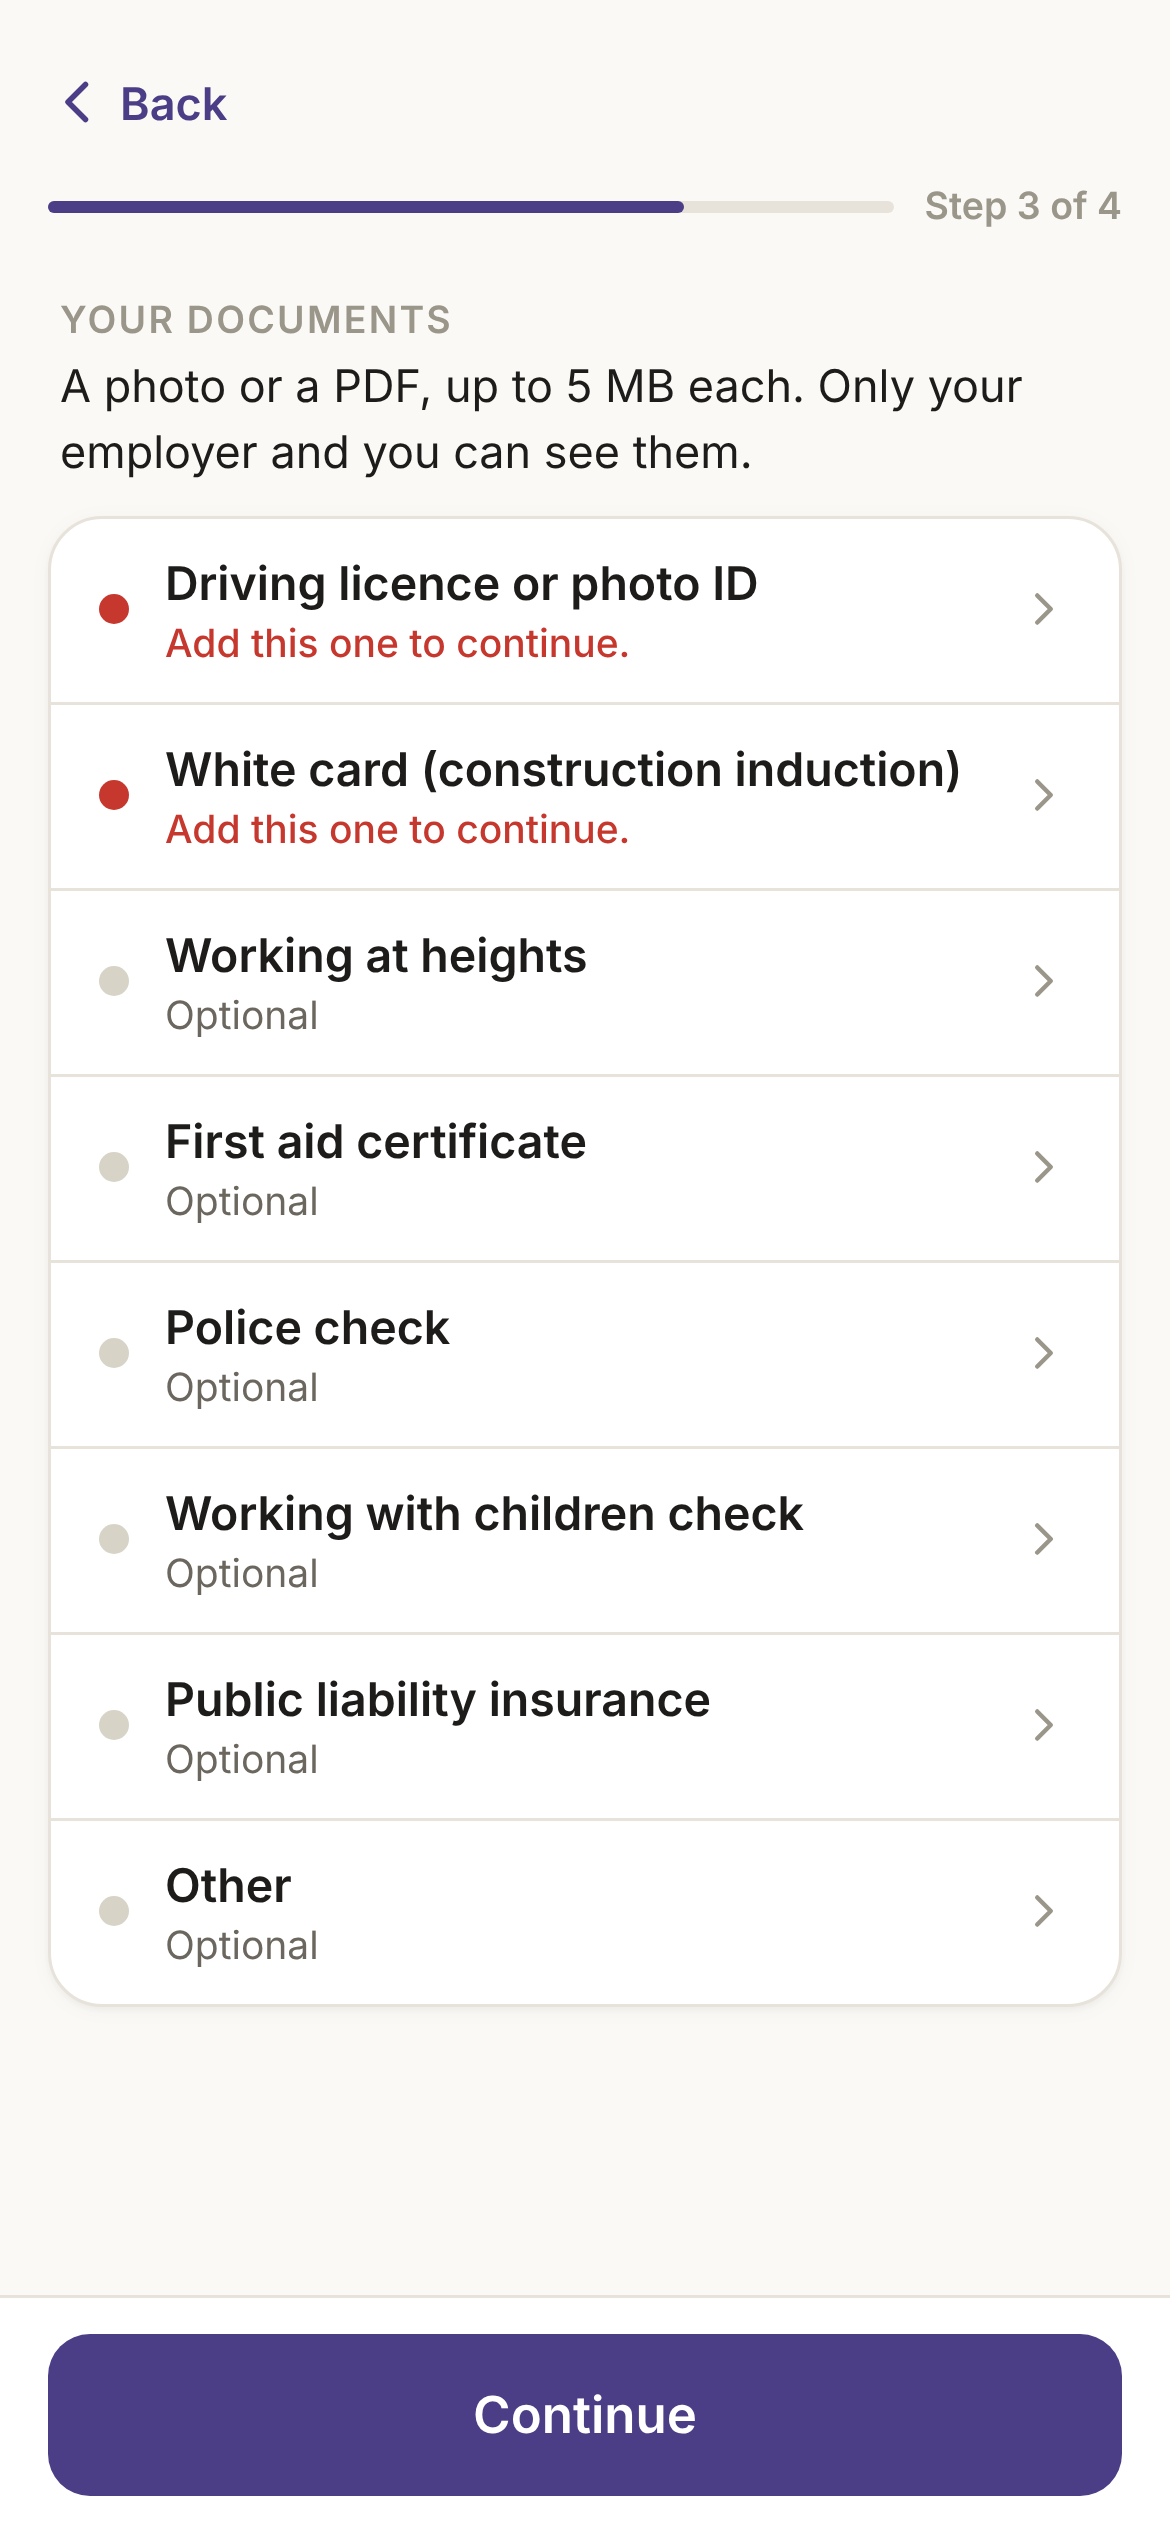 Back
Step 3 of 4
YOUR DOCUMENTS
A photo or a PDF, up to 5 MB each. Only your
employer and you can see them.
Driving licence or photo ID
Add this one to continue.
White card (construction induction)
Add this one to continue.
Working at heights
Optional
First aid certificate
Optional
Police check
Optional
Working with children check
Optional
Public liability insurance
Optional
Other
Optional
Continue